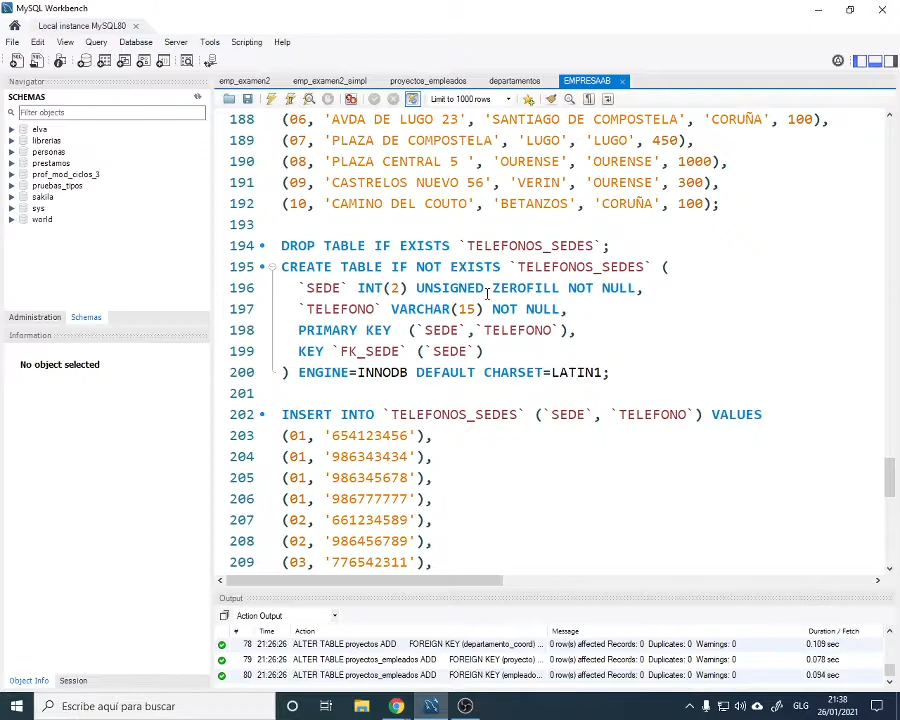 MySQL Workbench
Local instance MySQL80 ×
File Edit View Query Database Server Tools Scripting Help
Navigator
SCHEMAS
Filter objects
elva
librerias
personas
prestamos
prof_mod_ciclos_3
pruebas_tipos
sakila
sys
world
Administration Schemas
Information
No object selected
Object Info Session
emp_examen2 emp_examen2_simpl proyectos_empleados departamentos EMPRESAAB ×
Limit to 1000 rows
188 (06, 'AVDA DE LUGO 23', 'SANTIAGO DE COMPOSTELA', 'CORUÑA', 100),
189 (07, 'PLAZA DE COMPOSTELA', 'LUGO', 'LUGO', 450),
190 (08, 'PLAZA CENTRAL 5 ', 'OURENSE', 'OURENSE', 1000),
191 (09, 'CASTRELOS NUEVO 56', 'VERIN', 'OURENSE', 300),
192 (10, 'CAMINO DEL COUTO', 'BETANZOS', 'CORUÑA', 100);
193
194 DROP TABLE IF EXISTS `TELEFONOS_SEDES`;
195 CREATE TABLE IF NOT EXISTS `TELEFONOS_SEDES` (
196 `SEDE` INT(2) UNSIGNED ZEROFILL NOT NULL,
197 `TELEFONO` VARCHAR(15) NOT NULL,
198 PRIMARY KEY (`SEDE`,`TELEFONO`),
199 KEY `FK_SEDE` (`SEDE`)
200 ) ENGINE=INNODB DEFAULT CHARSET=LATIN1;
201
202 INSERT INTO `TELEFONOS_SEDES` (`SEDE`, `TELEFONO`) VALUES
203 (01, '654123456'),
204 (01, '986343434'),
205 (01, '986345678'),
206 (01, '986777777'),
207 (02, '661234589'),
208 (02, '986456789'),
209 (03, '776542311'),
Output
Action Output
# Time Action Message Duration / Fetch
78 21:26:26 ALTER TABLE proyectos ADD FOREIGN KEY (departamento_coord) ... 0 row(s) affected Records: 0 Duplicates: 0 Warnings: 0 0.109 sec
79 21:26:26 ALTER TABLE proyectos_empleados ADD FOREIGN KEY (proyecto) ... 0 row(s) affected Records: 0 Duplicates: 0 Warnings: 0 0.078 sec
80 21:26:26 ALTER TABLE proyectos_empleados ADD FOREIGN KEY (empleado... 0 row(s) affected Records: 0 Duplicates: 0 Warnings: 0 0.094 sec
Escribe aquí para buscar
GLG
21:38
26/01/2021